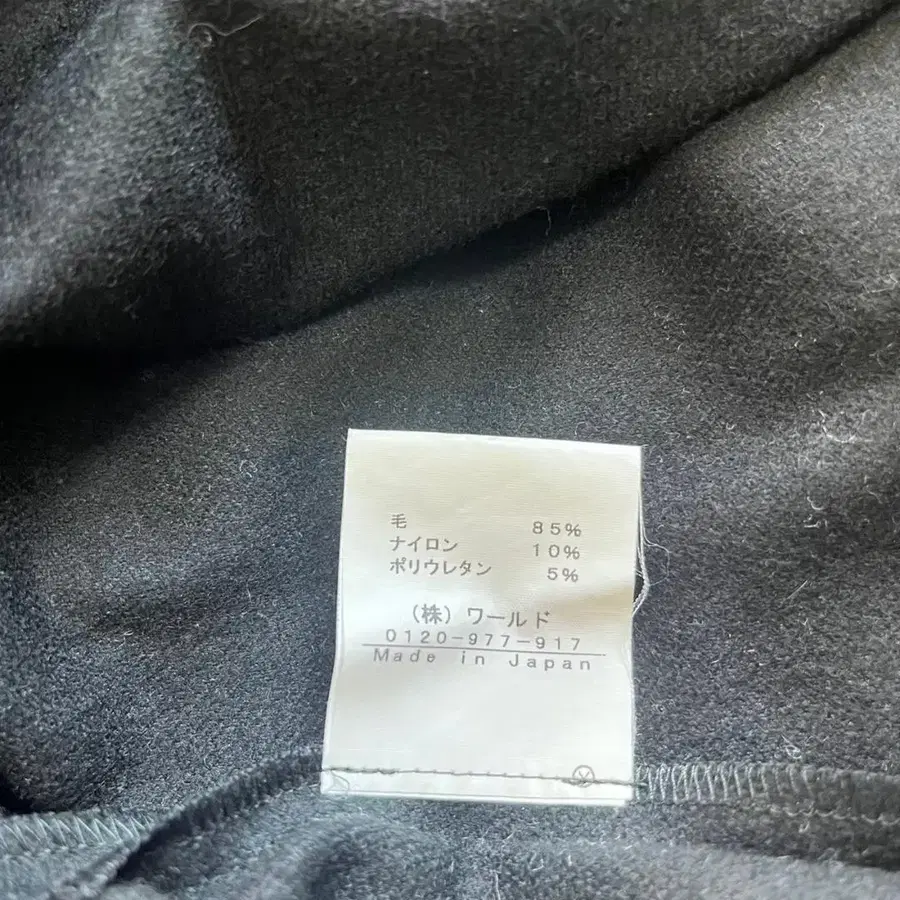 毛 85%
ナイロン 10%
ポリウレタン 5%
(株)ワールド
0120-977-917
Made in Japan